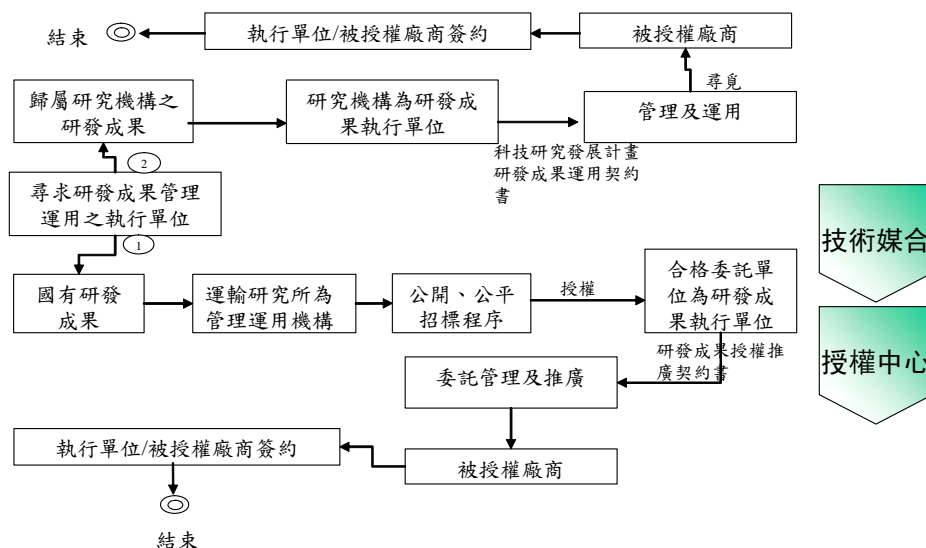 結束
執行單位/被授權廠商簽約
被授權廠商
尋覓
歸屬研究機構之
研發成果
研究機構為研發成
果執行單位
管理及運用
科技研究發展計畫
研發成果運用契約
書
2
尋求研發成果管理
運用之執行單位
1
技術媒合
國有研發
成果
運輸研究所為
管理運用機構
公開、公平
招標程序
授權
合格委託單
位為研發成
果執行單位
研發成果授權推
廣契約書
授權中心
委託管理及推廣
執行單位/被授權廠商簽約
被授權廠商
結束